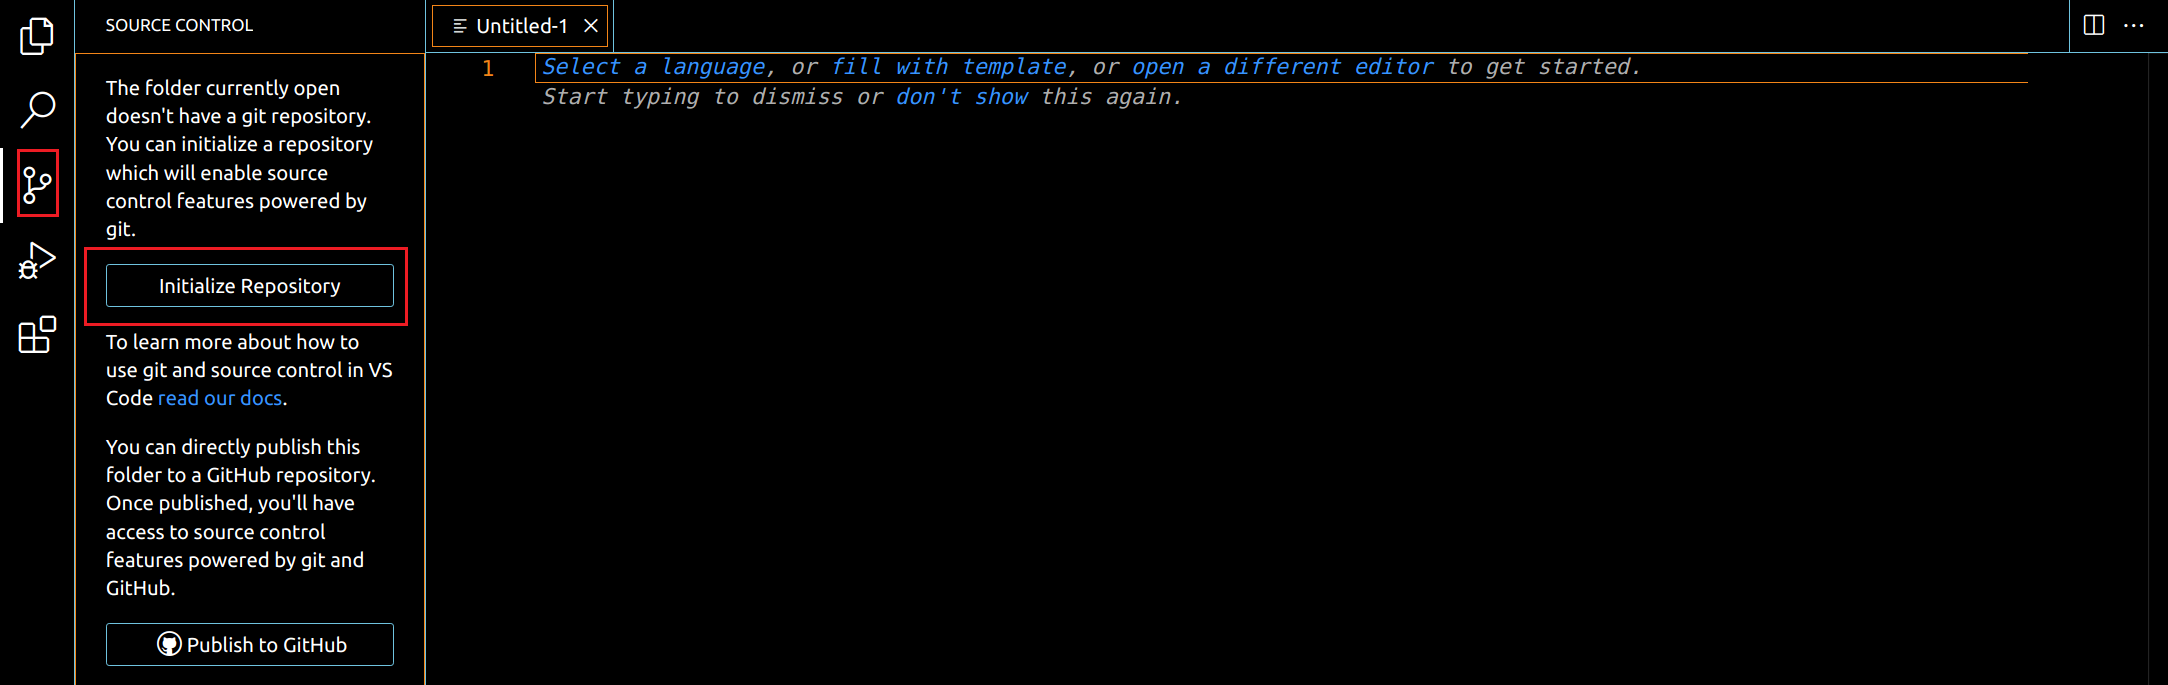 SOURCE CONTROL
The folder currently open
doesn't have a git repository.
You can initialize a repository
which will enable source
control features powered by
git.
Initialize Repository
To learn more about how to
use git and source control in VS
Code read our docs.
You can directly publish this
folder to a GitHub repository.
Once published, you'll have
access to source control
features powered by git and
GitHub.
Publish to GitHub
Untitled-1
1
Select a language, or fill with template, or open a different editor to get started.
Start typing to dismiss or don't show this again.